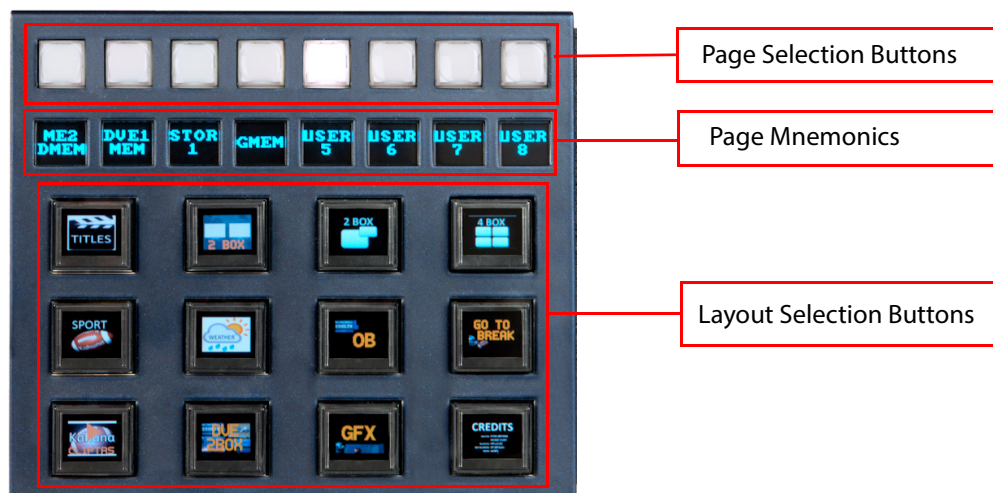 Page Selection Buttons
ME2 DVE1 STOR GMEM USER USER USER USER
DMEM MEM 1 5 6 7 8
Page Mnemonics
TITLES
2 BOX
2 BOX
4 BOX
SPORT
WEATHER
OB
GO TO
BREAK
Layout Selection Buttons
DVE
2BOX
GFX
CREDITS